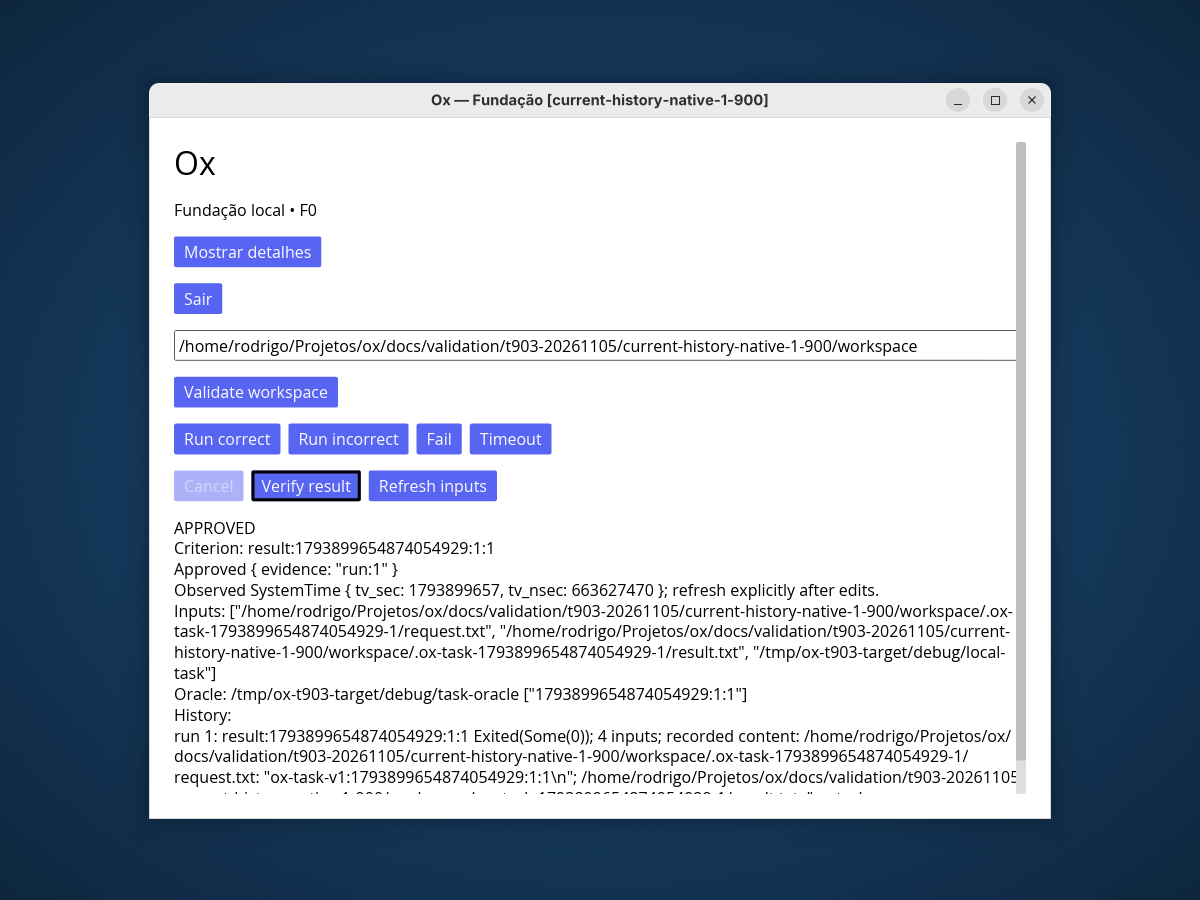 Ox — Fundação [current-history-native-1-900]
Ox
Fundação local • F0
Mostrar detalhes
Sair
/home/rodrigo/Projetos/ox/docs/validation/t903-20261105/current-history-native-1-900/workspace
Validate workspace
Run correct Run incorrect Fail Timeout
Cancel Verify result Refresh inputs
APPROVED
Criterion: result:1793899654874054929:1:1
Approved { evidence: "run:1" }
Observed SystemTime { tv_sec: 1793899657, tv_nsec: 663627470 }; refresh explicitly after edits.
Inputs: ["/home/rodrigo/Projetos/ox/docs/validation/t903-20261105/current-history-native-1-900/workspace/.ox-
task-1793899654874054929-1/request.txt", "/home/rodrigo/Projetos/ox/docs/validation/t903-20261105/current-
history-native-1-900/workspace/.ox-task-1793899654874054929-1/result.txt", "/tmp/ox-t903-target/debug/local-
task"]
Oracle: /tmp/ox-t903-target/debug/task-oracle ["1793899654874054929:1:1"]
History:
run 1: result:1793899654874054929:1:1 Exited(Some(0)); 4 inputs; recorded content: /home/rodrigo/Projetos/ox/
docs/validation/t903-20261105/current-history-native-1-900/workspace/.ox-task-1793899654874054929-1/
request.txt: "ox-task-v1:1793899654874054929:1:1\n"; /home/rodrigo/Projetos/ox/docs/validation/t903-20261105